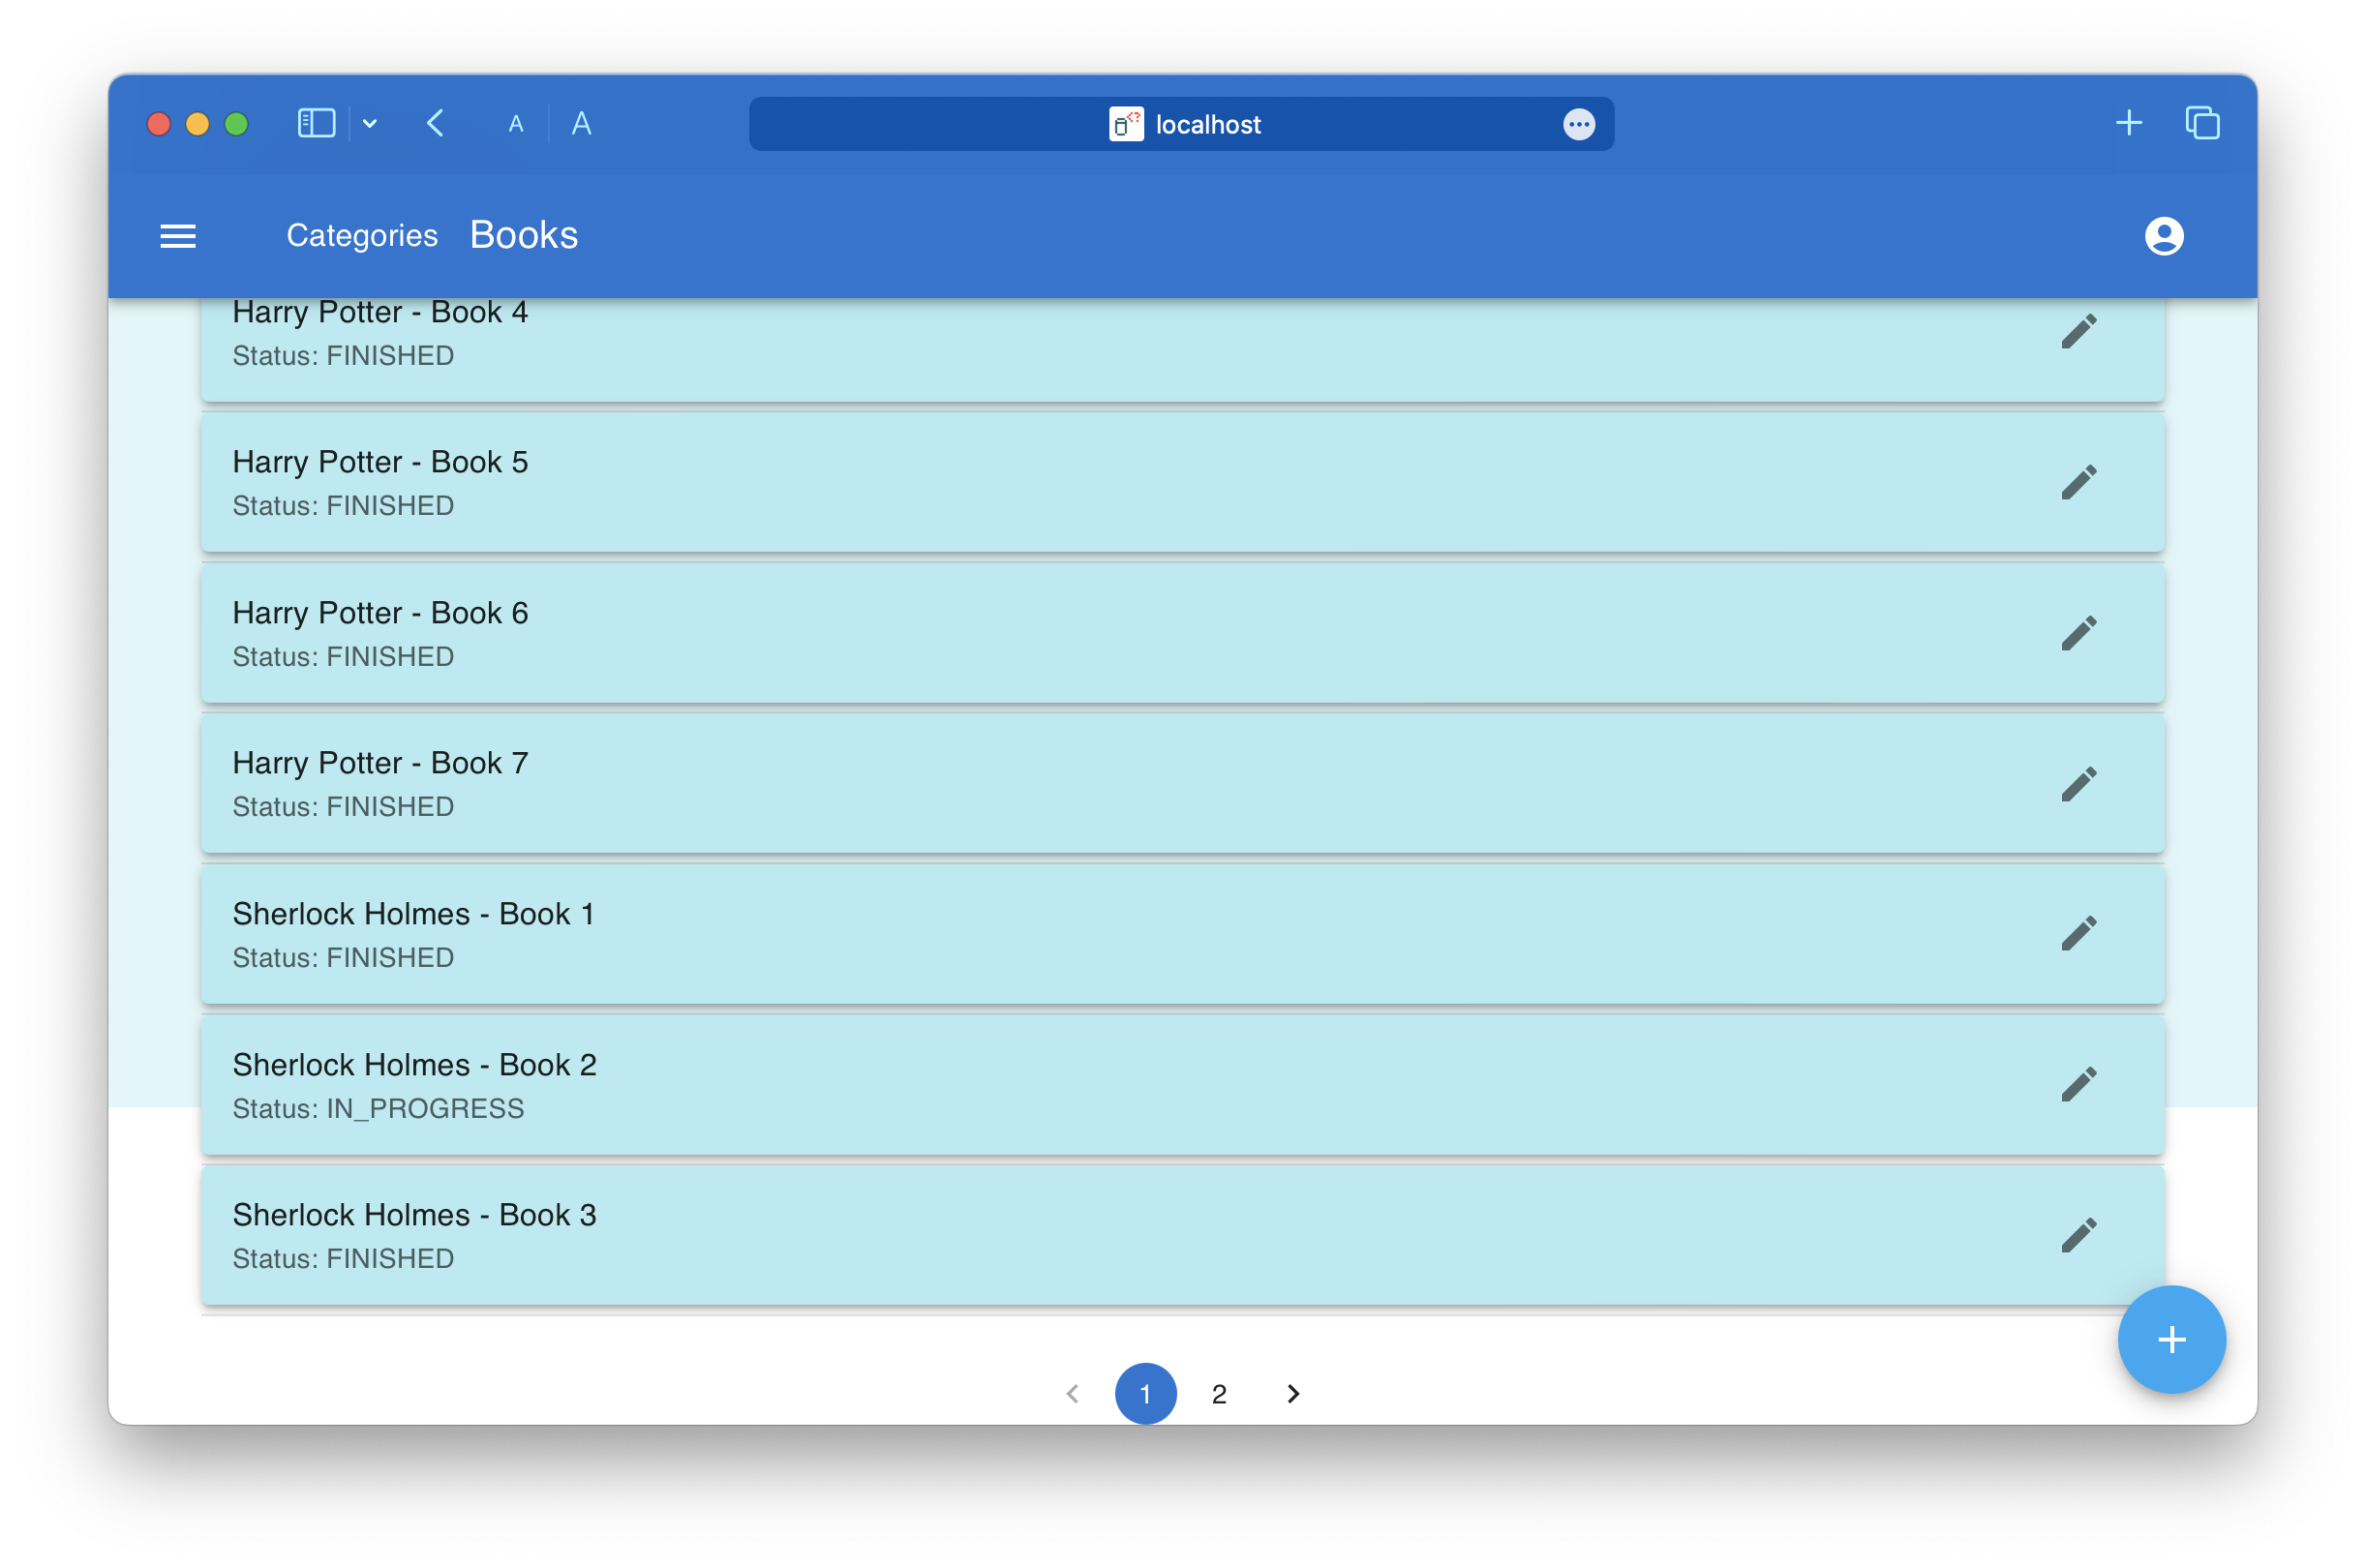 A A
localhost
Categories Books
Harry Potter - Book 4
Status: FINISHED
Harry Potter - Book 5
Status: FINISHED
Harry Potter - Book 6
Status: FINISHED
Harry Potter - Book 7
Status: FINISHED
Sherlock Holmes - Book 1
Status: FINISHED
Sherlock Holmes - Book 2
Status: IN_PROGRESS
Sherlock Holmes - Book 3
Status: FINISHED
1 2